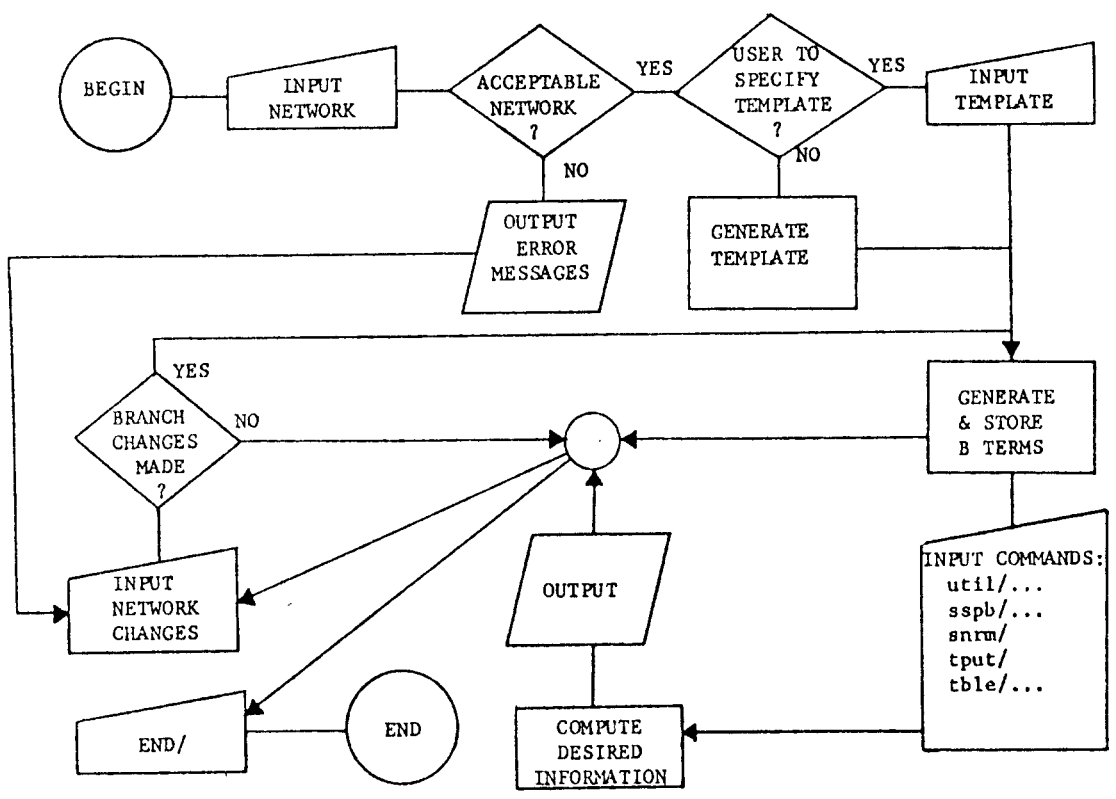 BEGIN
INPUT
NETWORK
ACCEPTABLE
NETWORK
?
YES
NO
USER TO
SPECIFY
TEMPLATE
?
YES
NO
INPUT
TEMPLATE
OUTPUT
ERROR
MESSAGES
GENERATE
TEMPLATE
YES
BRANCH
CHANGES
MADE
?
NO
GENERATE
& STORE
B TERMS
INPUT
NETWORK
CHANGES
OUTPUT
INPUT COMMANDS:
util/...
sspb/...
snrm/
tput/
tble/...
END/
END
COMPUTE
DESIRED
INFORMATION